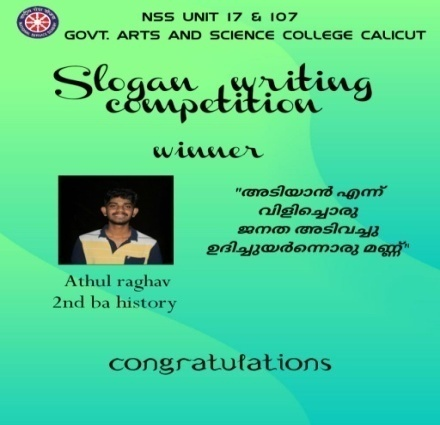 NSS UNIT 17 & 107
GOVT. ARTS AND SCIENCE COLLEGE CALICUT
Slogan writing
competition
winner
"അടിയാൻ എന്ന്
വിളിച്ചൊരു
ജനത അടിവച്ചു
ഉദിച്ചുയർന്നൊരു മണ്ണ്"
Athul raghav
2nd ba history
congratulations